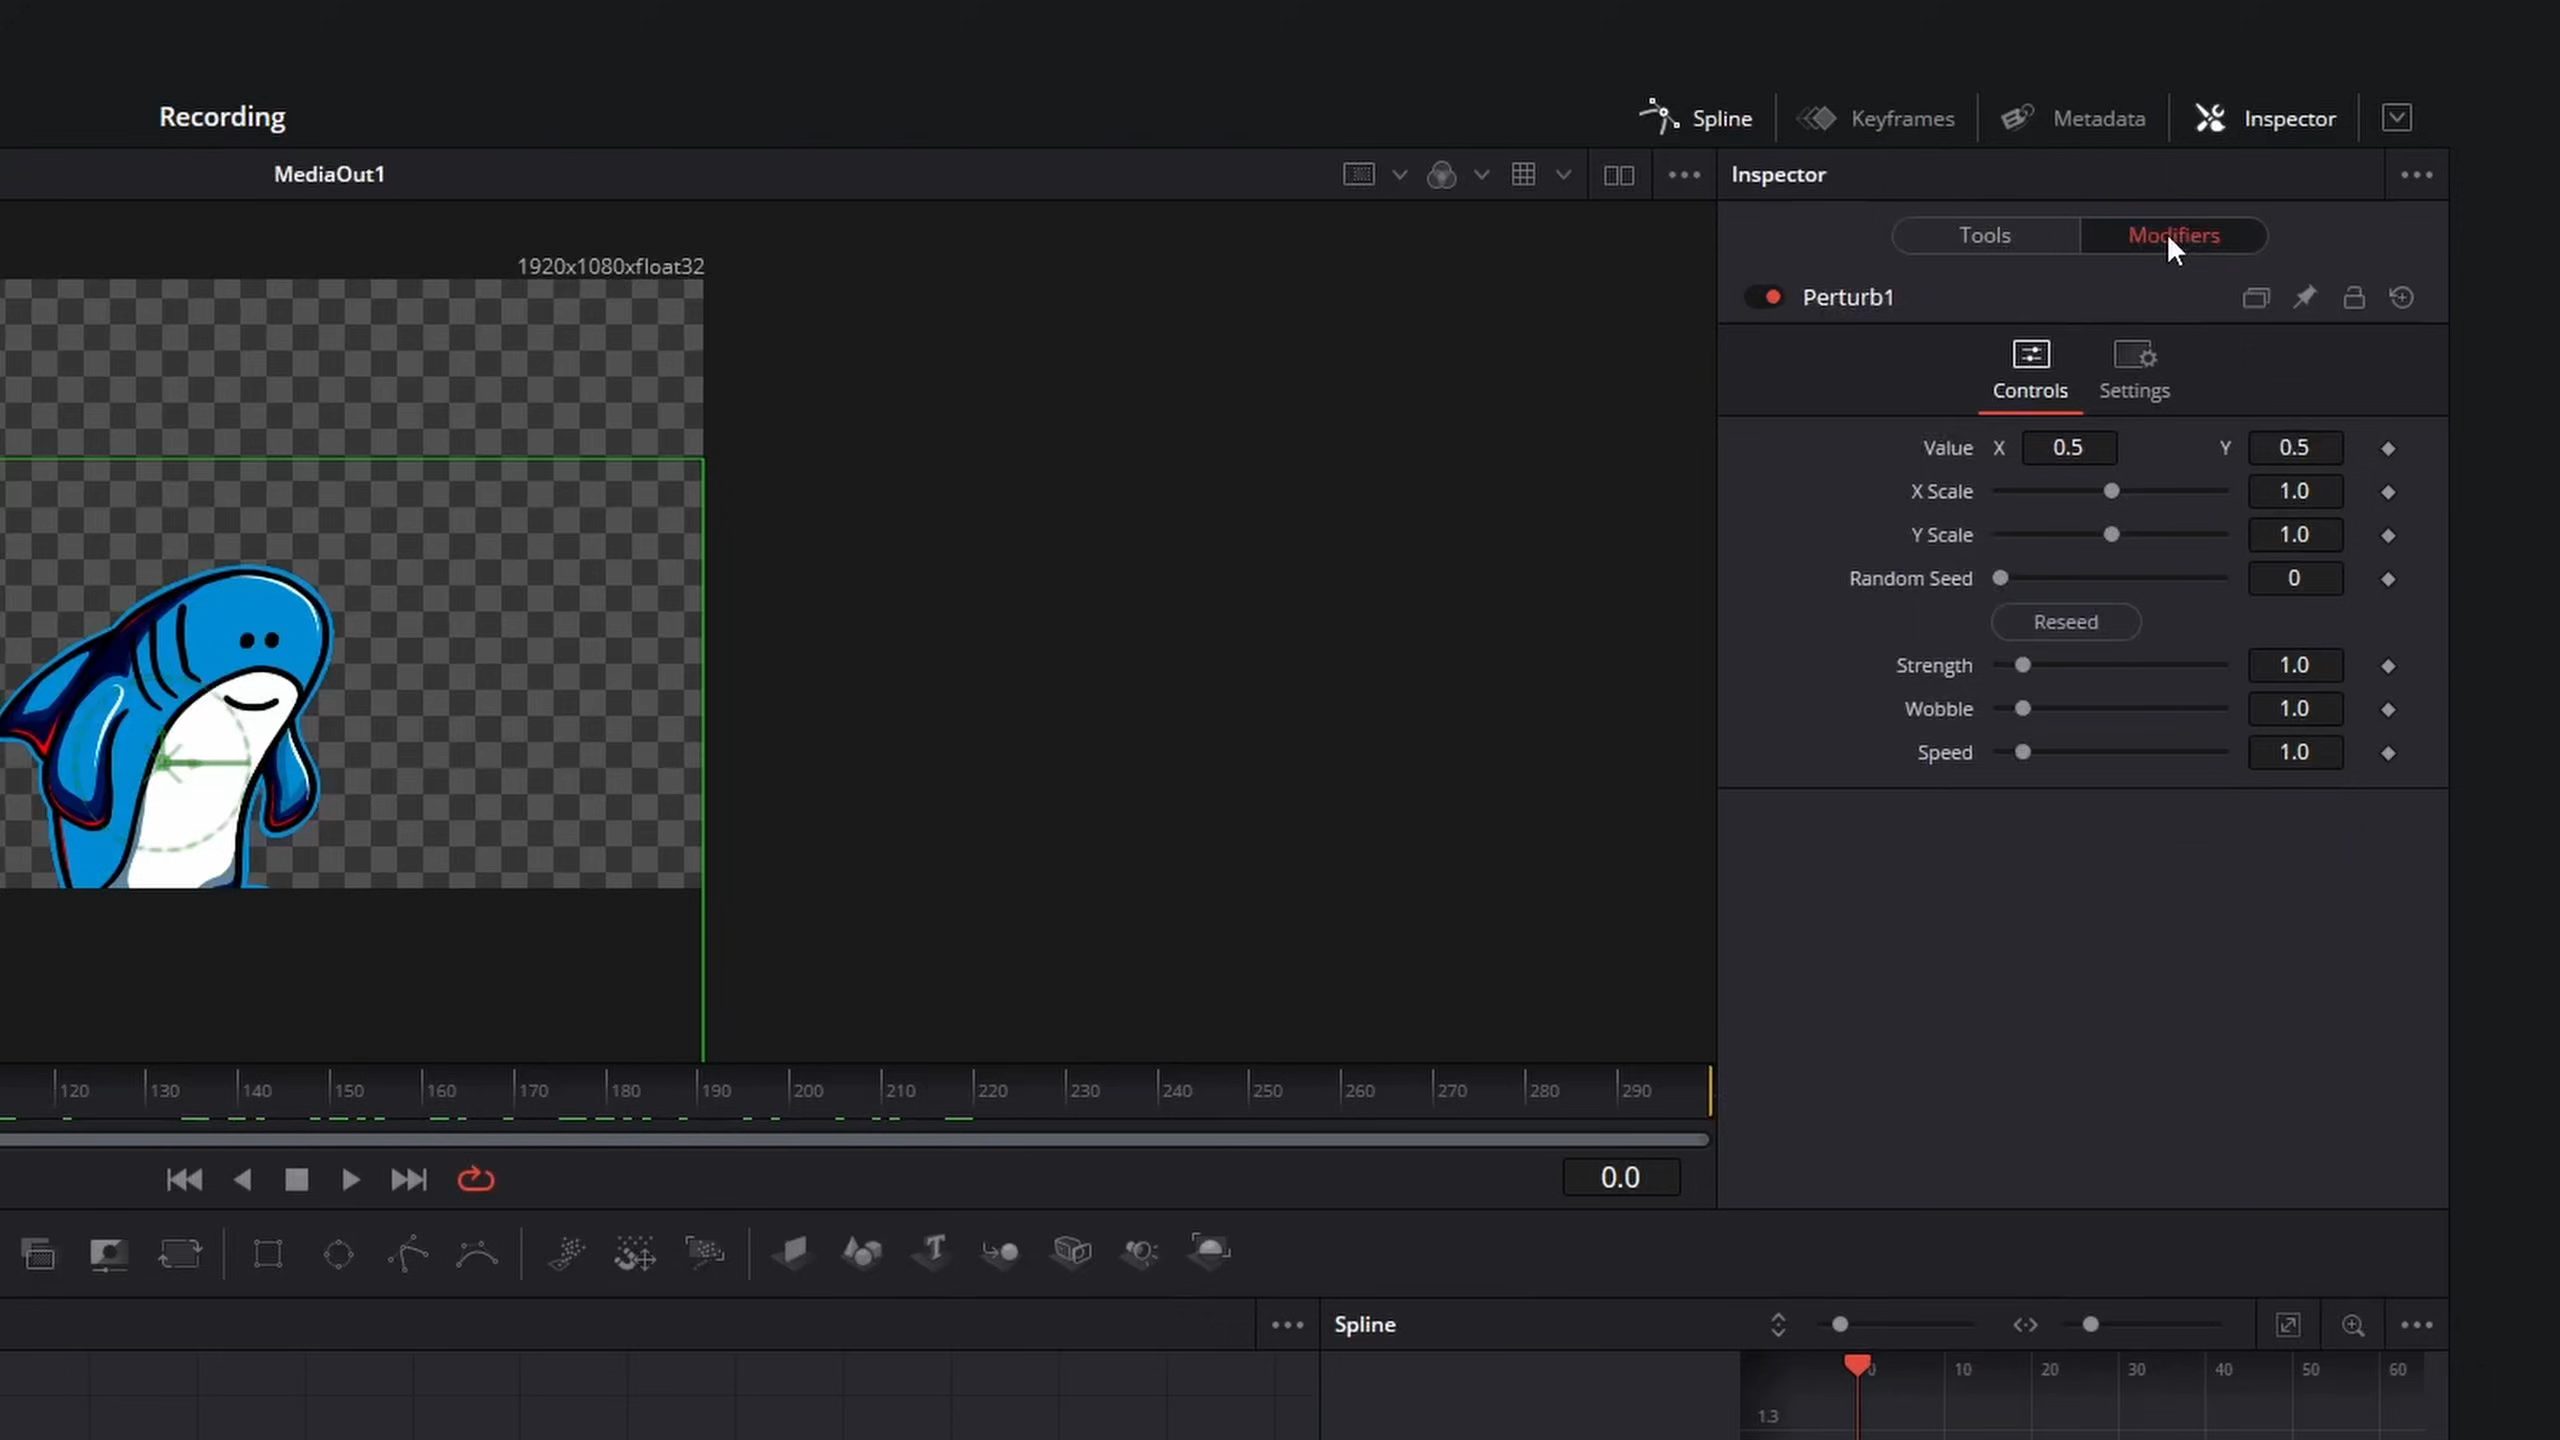 Recording
Spline
Keyframes
Metadata
Inspector
MediaOut1
Inspector
1920x1080xfloat32
Tools
Modifiers
Perturb1
Controls
Settings
Value X 0.5 Y 0.5
X Scale 1.0
Y Scale 1.0
Random Seed 0
Reseed
Strength 1.0
Wobble 1.0
Speed 1.0
120 130 140 150 160 170 180 190 200 210 220 230 240 250 260 270 280 290
0.0
Spline
0 10 20 30 40 50 60
1.3